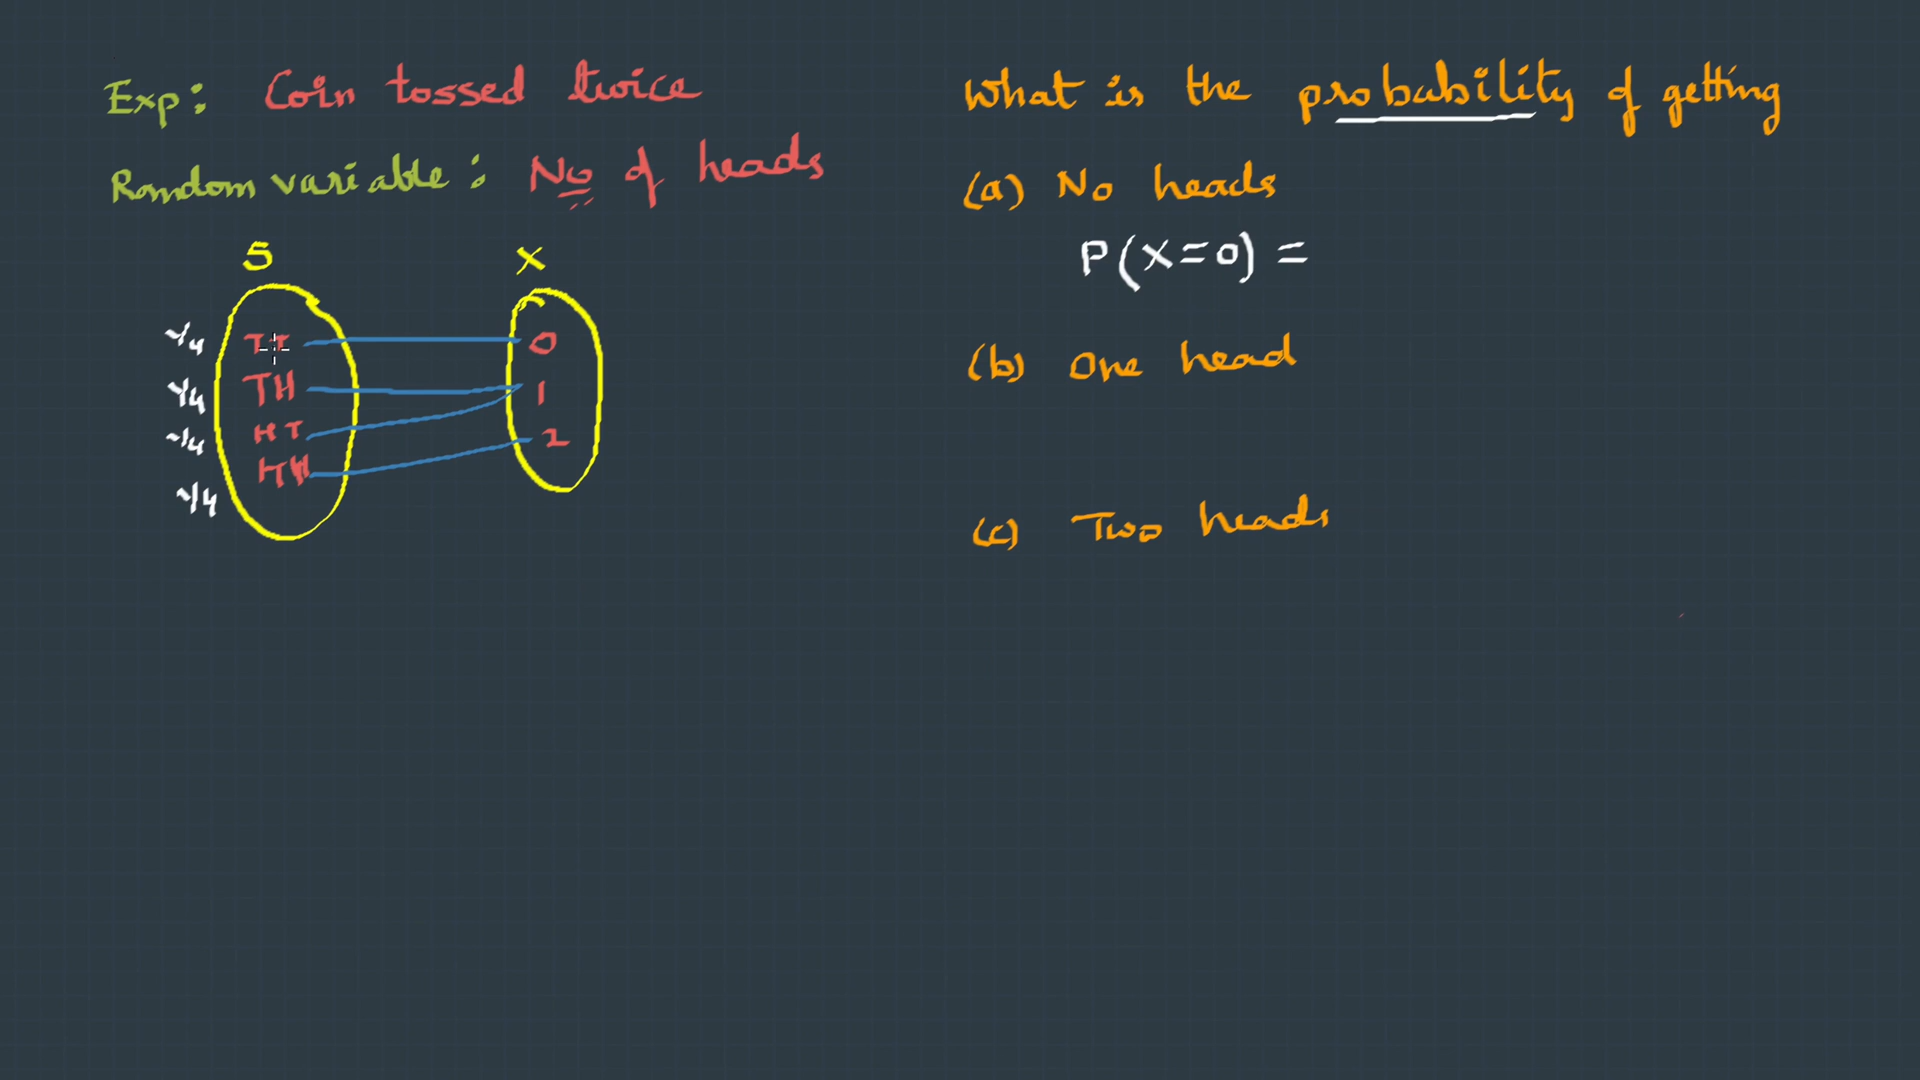 Exp: Coin tossed twice
Random variable: No of heads
S X
1/4 TT 0
1/4 TH 1
1/4 HT 2
1/4 HH
What is the probability of getting
(a) No heads
P(X=0) =
(b) One head
(c) Two heads